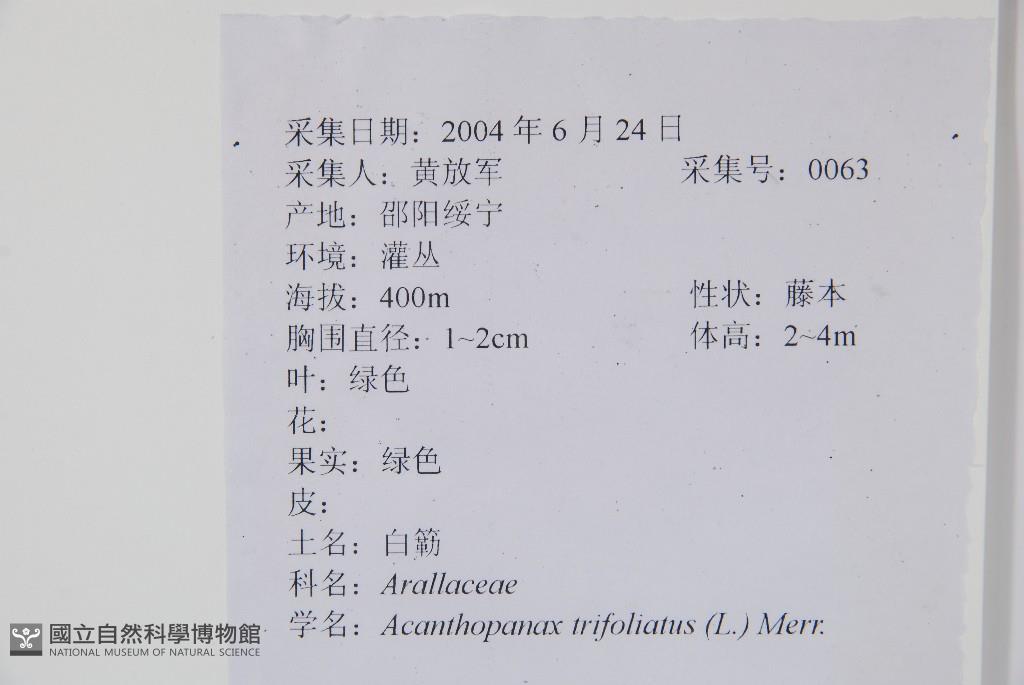 采集日期：2004 年 6 月 24 日
采集人：黄放军 采集号：0063
产地：邵阳绥宁
环境：灌丛
海拔：400m 性状：藤本
胸围直径：1~2cm 体高：2~4m
叶：绿色
花：
果实：绿色
皮：
土名：白簕
科名：Arallaceae
学名：Acanthopanax trifoliatus (L.) Merr.
國立自然科學博物館
NATIONAL MUSEUM OF NATURAL SCIENCE